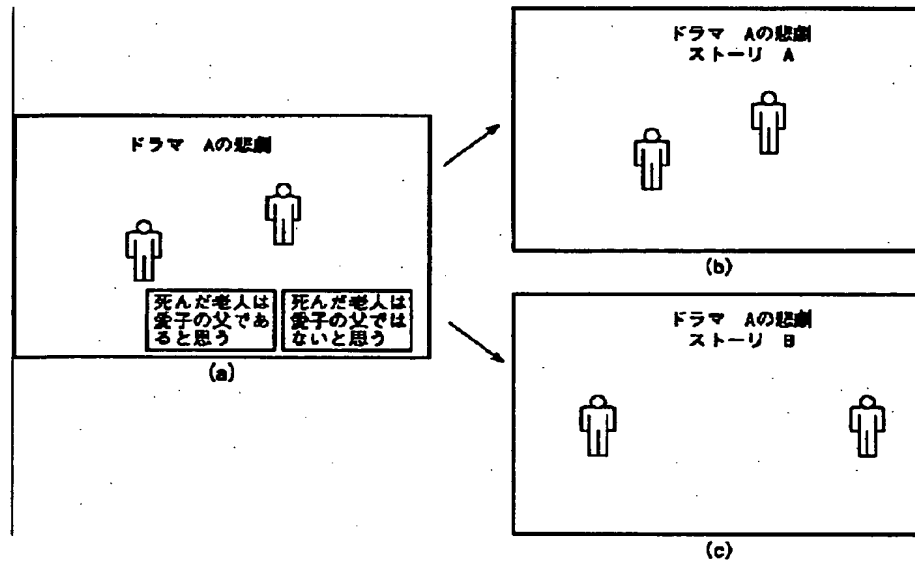 ドラマ Aの悲劇
死んだ老人は
愛子の父であ
ると思う
死んだ老人は
愛子の父では
ないと思う
(a)
ドラマ Aの悲劇
ストーリ A
(b)
ドラマ Aの悲劇
ストーリ B
(c)